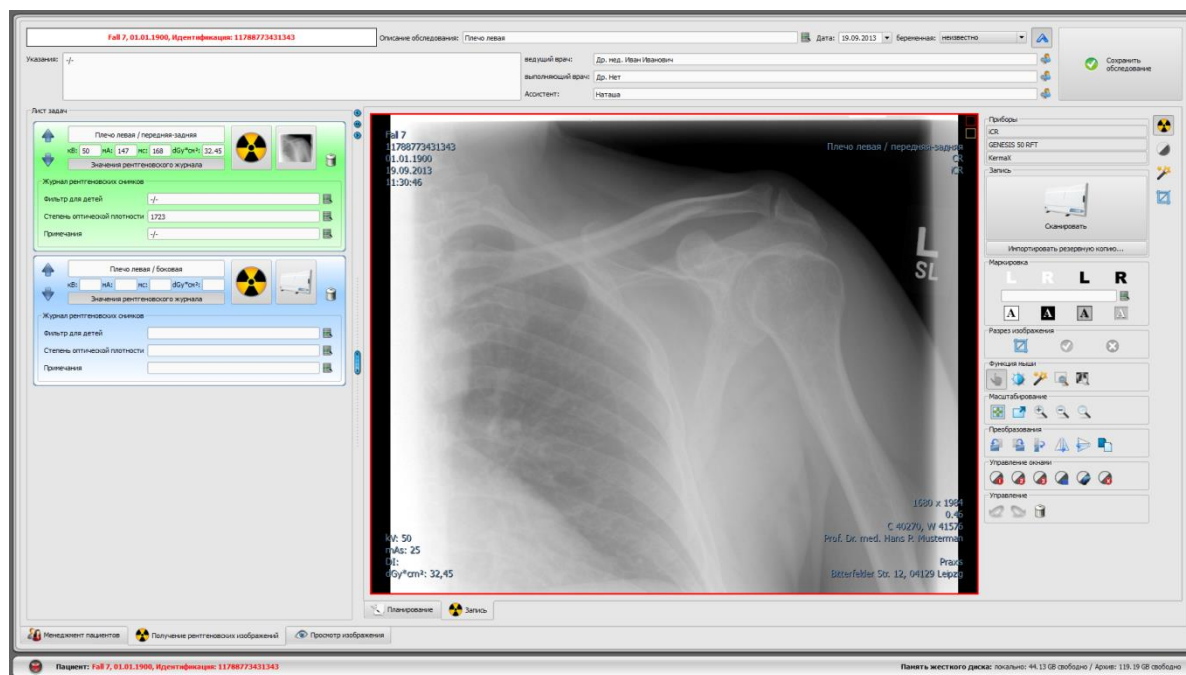 Fall 7, 01.01.1900, Идентификация: 11788773431343
Описание обследования: Плечо левая
Дата: 19.09.2013 беременная: неизвестно
Указания: -/-
ведущий врач: Др. мед. Иван Иванович
выполняющий врач: Др. Нет
Ассистент: Наташа
Сохранить
обследование
Лист задач
Плечо левая / передняя-задняя
кВ: 50 мА: 147 мс: 168 dGy*cm²: 32.45
Значения рентгеновского журнала
Журнал рентгеновских снимков
Фильтр для детей -/-
Степень оптической плотности 1723
Примечания -/-
Плечо левая / боковая
кВ: мА: мс: dGy*cm²:
Значения рентгеновского журнала
Журнал рентгеновских снимков
Фильтр для детей
Степень оптической плотности
Примечания
Fall 7
11788773431343
01.01.1900
19.09.2013
11:30:46
Плечо левая / передняя-задняя
CR
iCR
L
SL
kV: 50
mAs: 25
DI:
dGy*cm²: 32,45
1680 x 1984
0.46
C 40270, W 41576
Prof. Dr. med. Hans P. Musterman
Praxis
Bitterfelder Str. 12, 04129 Leipzig
Приборы
iCR
GENESIS 50 RFT
KermaX
Запись
Сканировать
Импортировать резервную копию...
Маркировка
L R L R
A A A A
Разрез изображения
Функция мыши
Масштабирование
Преобразования
Управление окнами
Управление
Планирование
Запись
Менеджмент пациентов
Получение рентгеновских изображений
Просмотр изображения
Пациент: Fall 7, 01.01.1900, Идентификация: 11788773431343
Память жесткого диска: локально: 44.13 GB свободно / Архив: 119.19 GB свободно